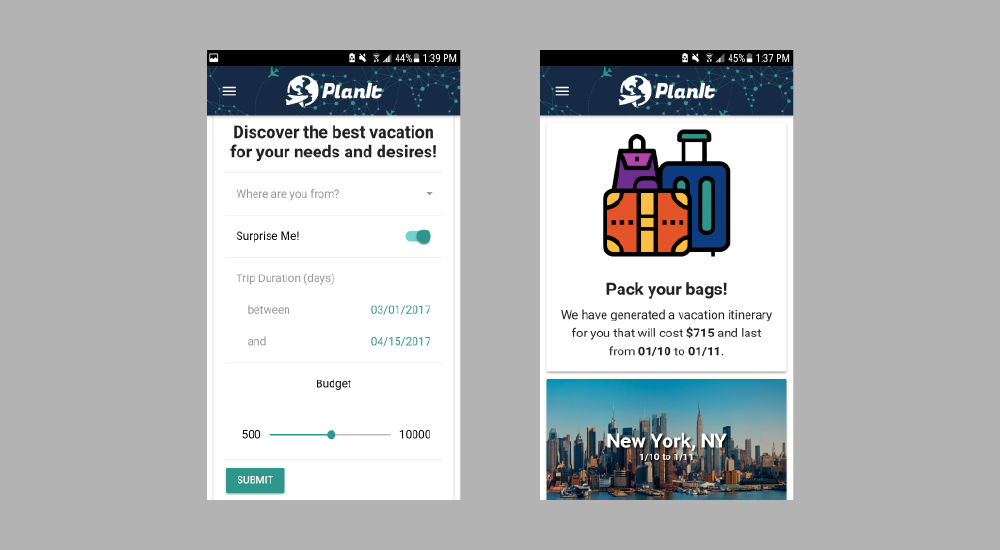 44% 1:39 PM
PlanIt
Discover the best vacation
for your needs and desires!
Where are you from?
Surprise Me!
Trip Duration (days)
between 03/01/2017
and 04/15/2017
Budget
500 10000
SUBMIT
45% 1:37 PM
PlanIt
Pack your bags!
We have generated a vacation itinerary
for you that will cost $715 and last
from 01/10 to 01/11.
New York, NY
1/10 to 1/11